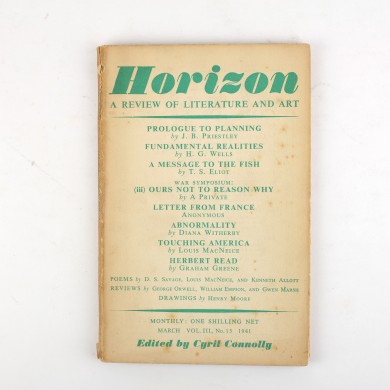 Horizon
A REVIEW OF LITERATURE AND ART
PROLOGUE TO PLANNING
by J. B. PRIESTLEY
FUNDAMENTAL REALITIES
by H. G. WELLS
A MESSAGE TO THE FISH
by T. S. ELIOT
WAR SYMPOSIUM:
(iii) OURS NOT TO REASON WHY
by A PRIVATE
LETTER FROM FRANCE
ANONYMOUS
ABNORMALITY
by DIANA WITHERBY
TOUCHING AMERICA
by LOUIS MACNEICE
HERBERT READ
by GRAHAM GREENE
POEMS by D. S. SAVAGE, LOUIS MACNEICE, AND KENNETH ALLOTT
REVIEWS by GEORGE ORWELL, WILLIAM EMPSON, AND GWEN MARSH
DRAWINGS by HENRY MOORE
MONTHLY: ONE SHILLING NET
MARCH VOL. III, No. 15 1941
Edited by Cyril Connolly